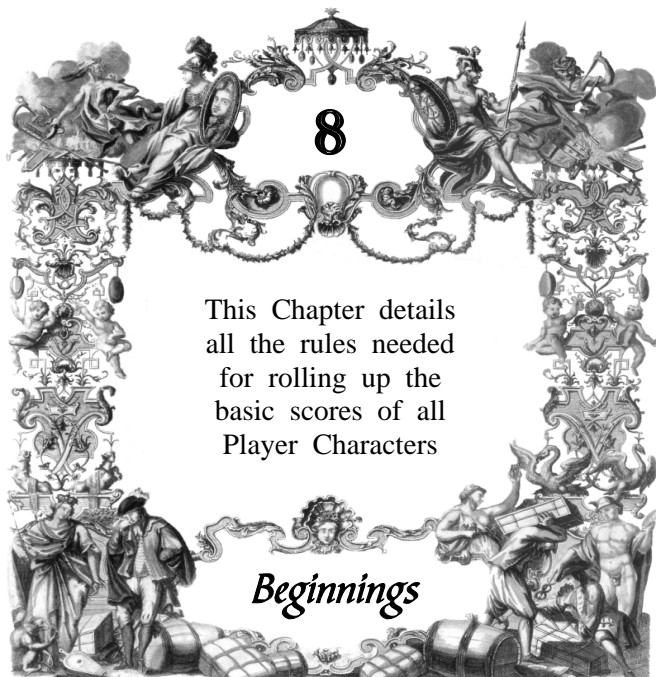 8
This Chapter details
all the rules needed
for rolling up the
basic scores of all
Player Characters
Beginnings